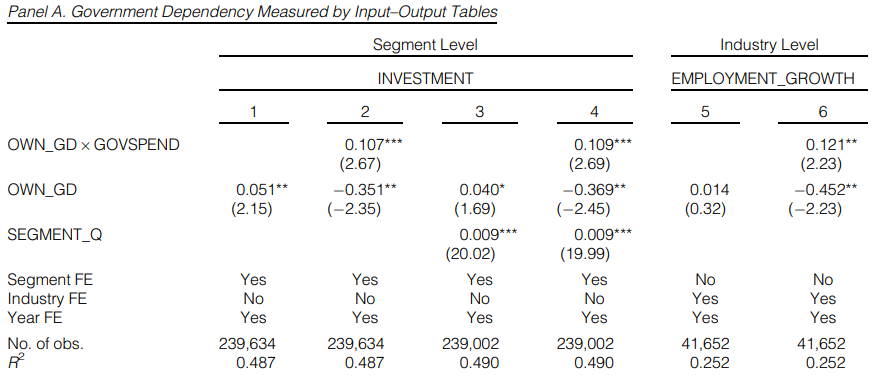 Panel A. Government Dependency Measured by Input–Output Tables
Segment Level Industry Level
INVESTMENT EMPLOYMENT_GROWTH
1 2 3 4 5 6
OWN_GD × GOVSPEND 0.107*** 0.109*** 0.121**
(2.67) (2.69) (2.23)
OWN_GD 0.051** −0.351** 0.040* −0.369** 0.014 −0.452**
(2.15) (−2.35) (1.69) (−2.45) (0.32) (−2.23)
SEGMENT_Q 0.009*** 0.009***
(20.02) (19.99)
Segment FE Yes Yes Yes Yes No No
Industry FE No No No No Yes Yes
Year FE Yes Yes Yes Yes Yes Yes
No. of obs. 239,634 239,634 239,002 239,002 41,652 41,652
R² 0.487 0.487 0.490 0.490 0.252 0.252